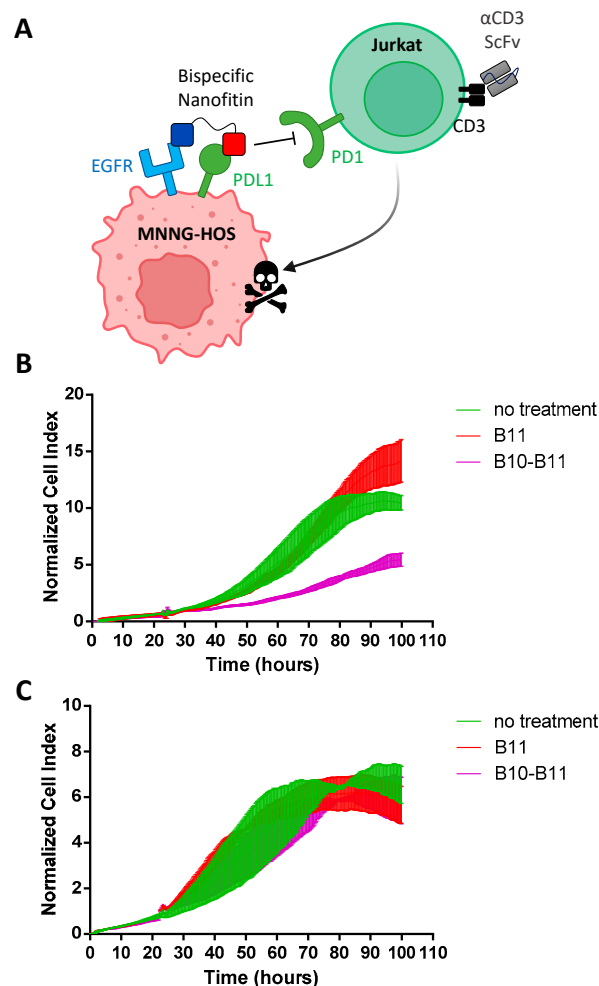 A
αCD3
ScFv
Jurkat
Bispecific
Nanofitin
CD3
EGFR
PDL1
PD1
MNNG-HOS
B
20
15
10
5
0
Normalized Cell Index
0 10 20 30 40 50 60 70 80 90 100 110
Time (hours)
no treatment
B11
B10-B11
C
10
8
6
4
2
0
Normalized Cell Index
0 10 20 30 40 50 60 70 80 90 100 110
Time (hours)
no treatment
B11
B10-B11